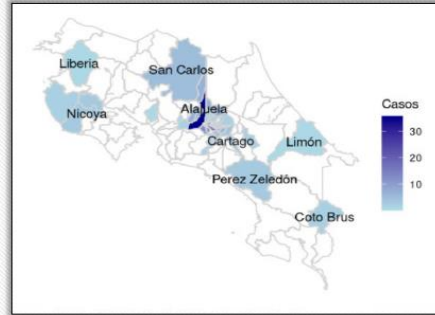 Liberia
San Carlos
Nicoya
Alajuela
Cartago
Limón
Perez Zeledón
Coto Brus
Casos
30
20
10